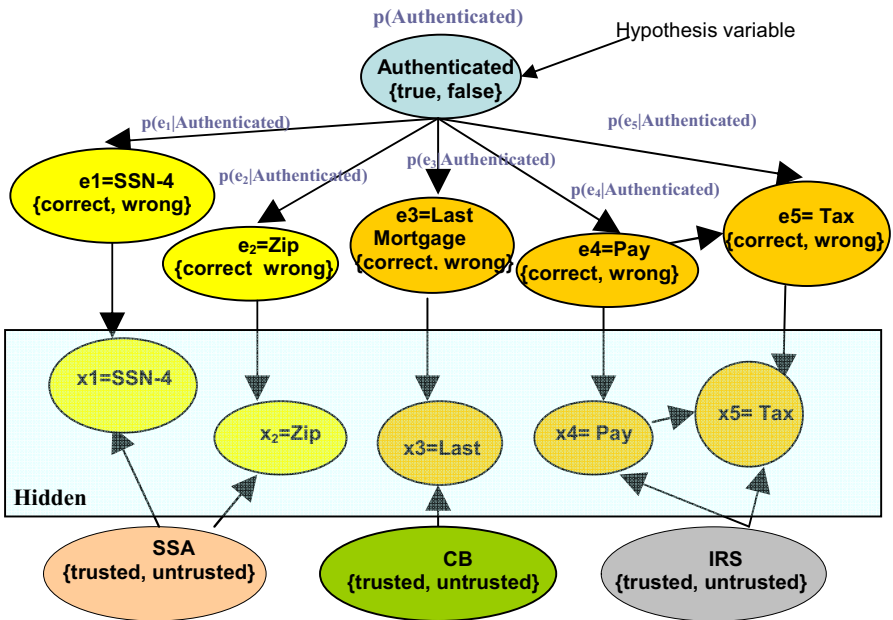 p(Authenticated)
Hypothesis variable
Authenticated
{true, false}
p(e₁|Authenticated)
p(e₅|Authenticated)
p(e₂|Authenticated)
p(e₃|Authenticated)
p(e₄|Authenticated)
e1=SSN-4
{correct, wrong}
e₂=Zip
{correct wrong}
e3=Last
Mortgage
{correct, wrong}
e4=Pay
{correct, wrong}
e5= Tax
{correct, wrong}
x1=SSN-4
x₂=Zip
x3=Last
x4= Pay
x5= Tax
Hidden
SSA
{trusted, untrusted}
CB
{trusted, untrusted}
IRS
{trusted, untrusted}